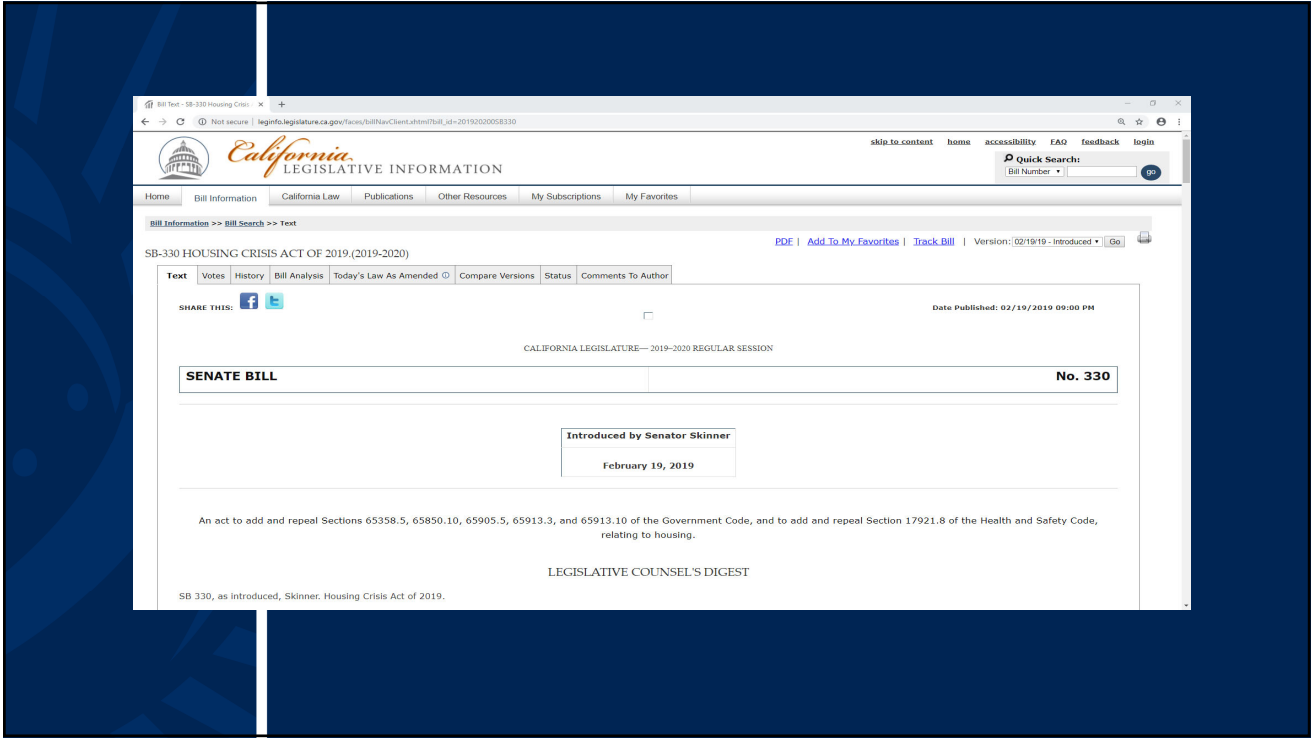 Bill Text - SB-330 Housing Crisis
Not secure | leginfo.legislature.ca.gov/faces/billNavClient.xhtml?bill_id=201920200SB330
skip to content home accessibility FAQ feedback login
California
LEGISLATIVE INFORMATION
Quick Search:
Bill Number go
Home Bill Information California Law Publications Other Resources My Subscriptions My Favorites
Bill Information >> Bill Search >> Text
PDF | Add To My Favorites | Track Bill | Version: 02/19/19 - Introduced Go
SB-330 HOUSING CRISIS ACT OF 2019.(2019-2020)
Text Votes History Bill Analysis Today's Law As Amended Compare Versions Status Comments To Author
SHARE THIS:
Date Published: 02/19/2019 09:00 PM
CALIFORNIA LEGISLATURE— 2019–2020 REGULAR SESSION
SENATE BILL No. 330
Introduced by Senator Skinner
February 19, 2019
An act to add and repeal Sections 65358.5, 65850.10, 65905.5, 65913.3, and 65913.10 of the Government Code, and to add and repeal Section 17921.8 of the Health and Safety Code,
relating to housing.
LEGISLATIVE COUNSEL'S DIGEST
SB 330, as introduced, Skinner. Housing Crisis Act of 2019.